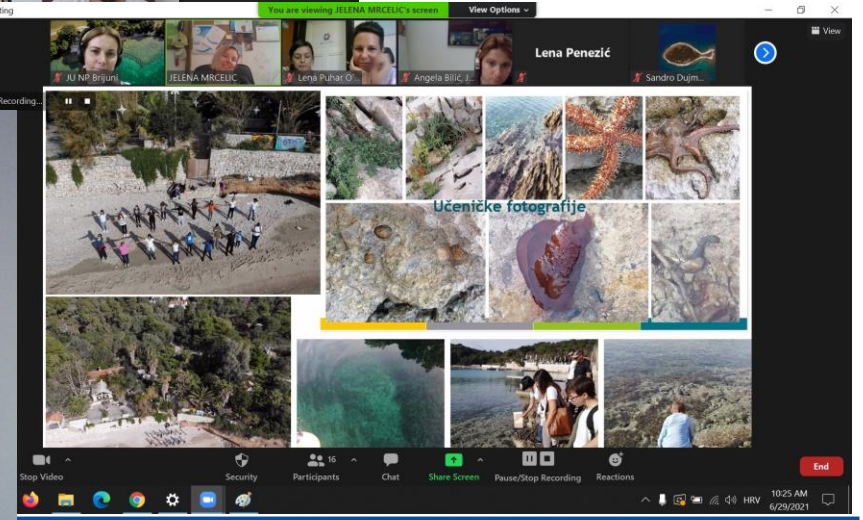 ting
You are viewing JELENA MRCELIC's screen
View Options
View
JU NP Brijuni
JELENA MRCELIC
Lena Puhar O...
Angela Bilić, J...
Lena Penezić
Sandro Dujm...
Recording...
Učeničke fotografije
Stop Video
Security
16
Participants
Chat
Share Screen
Pause/Stop Recording
Reactions
End
HRV
10:25 AM
6/29/2021